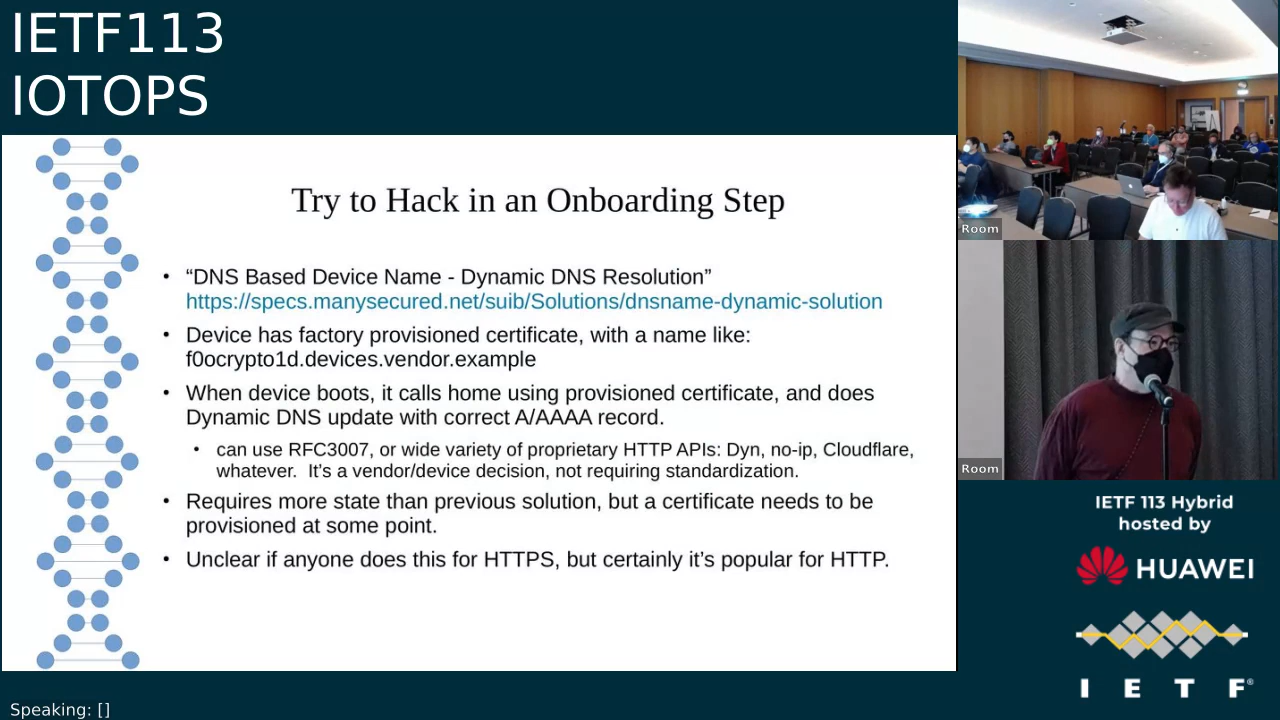 IETF113
IOTOPS
Try to Hack in an Onboarding Step
• “DNS Based Device Name - Dynamic DNS Resolution”
https://specs.manysecured.net/suib/Solutions/dnsname-dynamic-solution
• Device has factory provisioned certificate, with a name like:
f0ocrypto1d.devices.vendor.example
• When device boots, it calls home using provisioned certificate, and does
Dynamic DNS update with correct A/AAAA record.
• can use RFC3007, or wide variety of proprietary HTTP APIs: Dyn, no-ip, Cloudflare,
whatever. It’s a vendor/device decision, not requiring standardization.
• Requires more state than previous solution, but a certificate needs to be
provisioned at some point.
• Unclear if anyone does this for HTTPS, but certainly it’s popular for HTTP.
Room
Room
IETF 113 Hybrid
hosted by
HUAWEI
I E T F®
Speaking: []